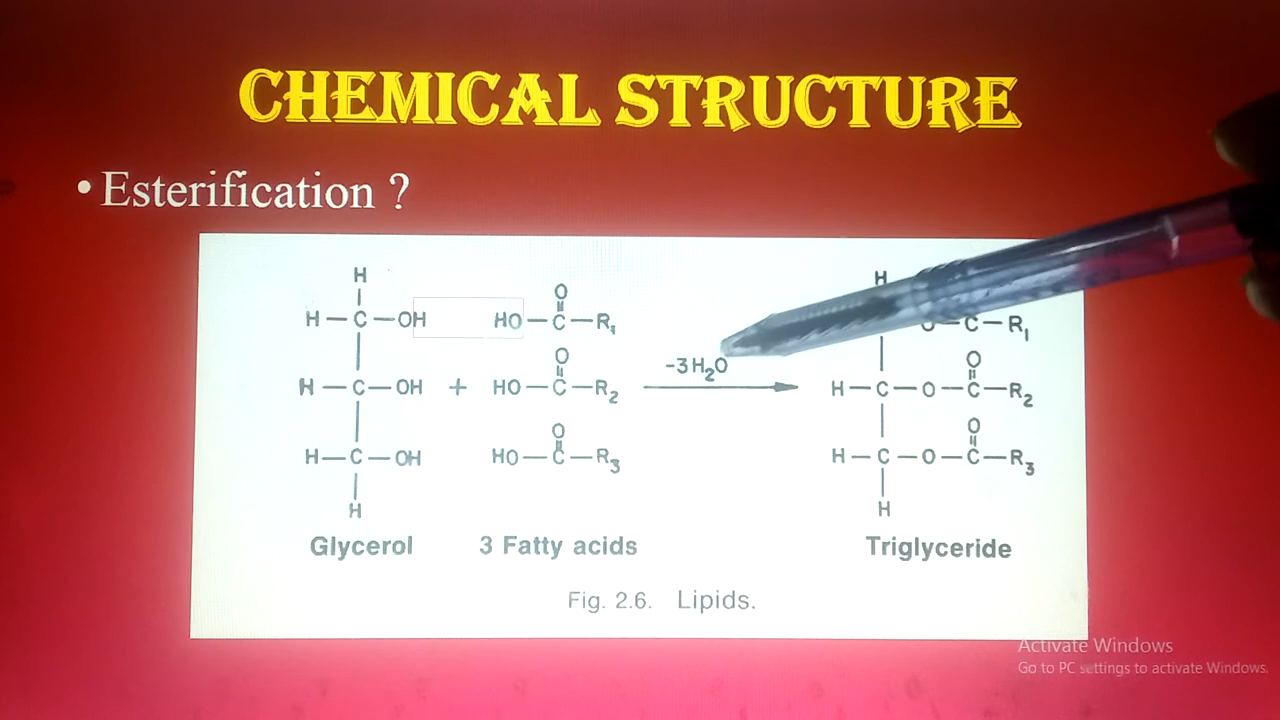 CHEMICAL STRUCTURE
• Esterification ?
H H
H—C—OH HO—C—R1 O—C—R1
O O
H—C—OH + HO—C—R2 -3H2O H—C—O—C—R2
O O
H—C—OH HO—C—R3 H—C—O—C—R3
O O
H H
Glycerol 3 Fatty acids Triglyceride
Fig. 2.6. Lipids.
Activate Windows
Go to PC settings to activate Windows.